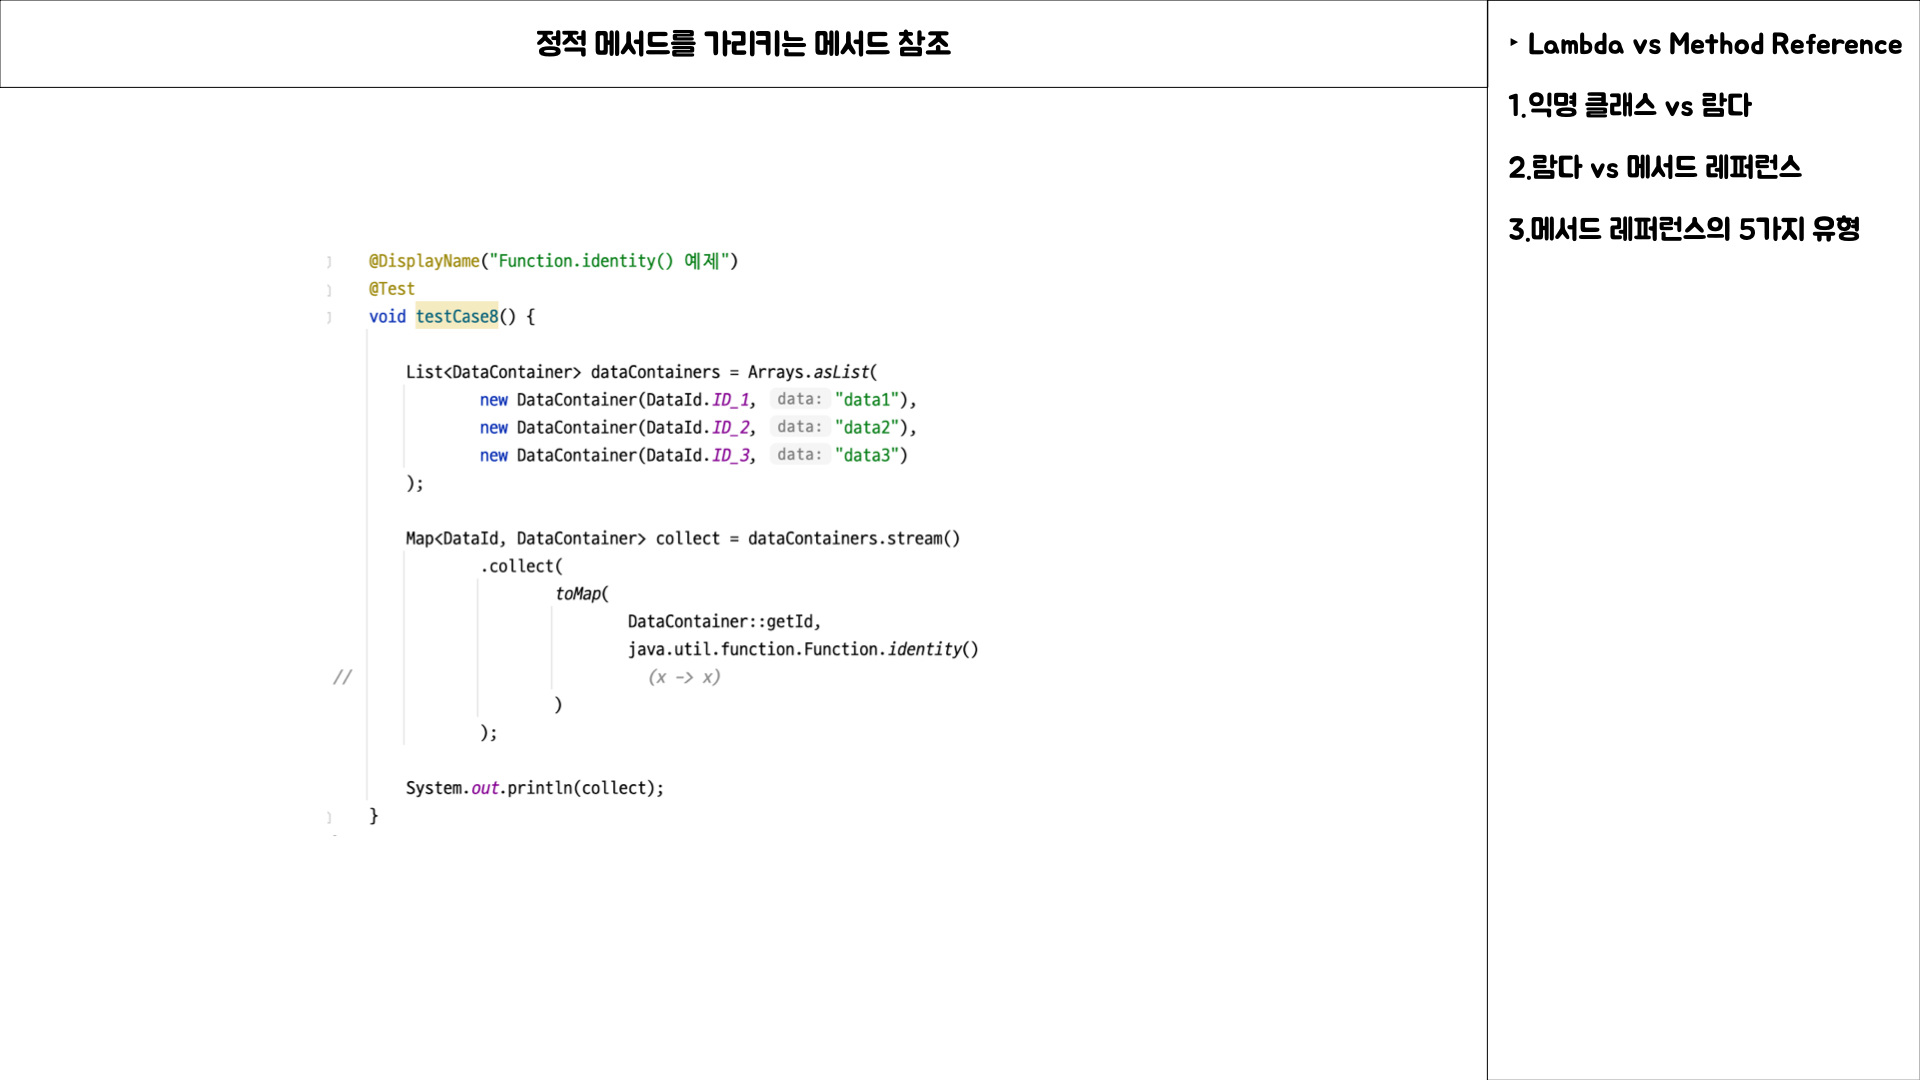 정적 메서드를 가리키는 메서드 참조
‣ Lambda vs Method Reference
1.익명 클래스 vs 람다
2.람다 vs 메서드 레퍼런스
3.메서드 레퍼런스의 5가지 유형
@DisplayName("Function.identity() 예제")
@Test
void testCase8() {
List<DataContainer> dataContainers = Arrays.asList(
new DataContainer(DataId.ID_1, data: "data1"),
new DataContainer(DataId.ID_2, data: "data2"),
new DataContainer(DataId.ID_3, data: "data3")
);
Map<DataId, DataContainer> collect = dataContainers.stream()
.collect(
toMap(
DataContainer::getId,
java.util.function.Function.identity()
// (x -> x)
)
);
System.out.println(collect);
}